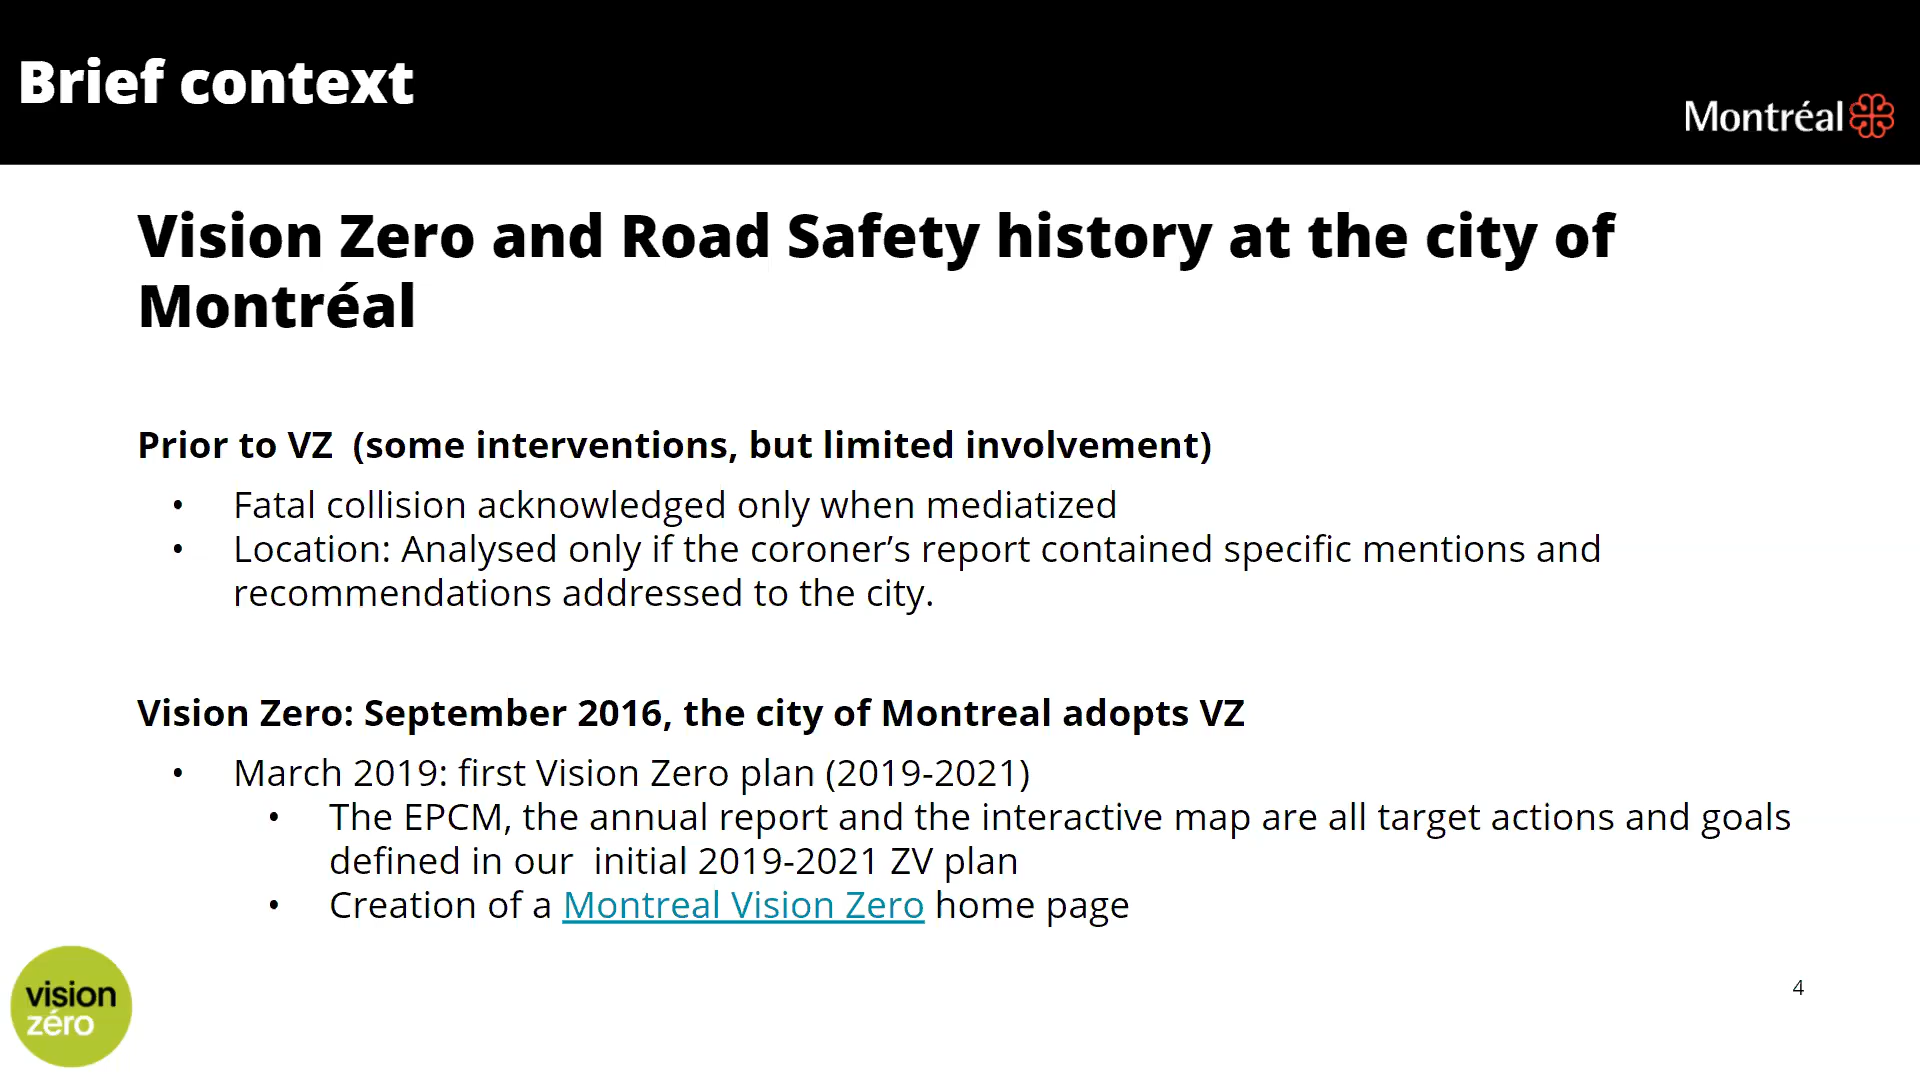 Brief context
Montréal
Vision Zero and Road Safety history at the city of
Montréal
Prior to VZ  (some interventions, but limited involvement)
• Fatal collision acknowledged only when mediatized
• Location: Analysed only if the coroner’s report contained specific mentions and
recommendations addressed to the city.
Vision Zero: September 2016, the city of Montreal adopts VZ
• March 2019: first Vision Zero plan (2019-2021)
• The EPCM, the annual report and the interactive map are all target actions and goals
defined in our  initial 2019-2021 ZV plan
• Creation of a Montreal Vision Zero home page
vision
zéro
4